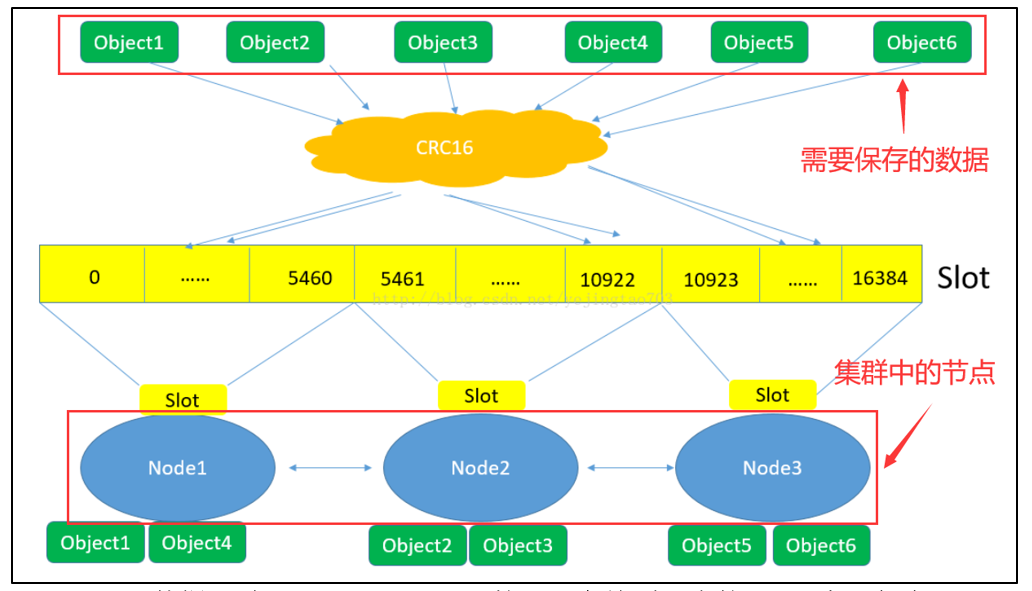 Object1 Object2 Object3 Object4 Object5 Object6
CRC16
需要保存的数据
0 …… 5460 5461 …… 10922 10923 …… 16384 Slot
http://blog.csdn.net/yejingtao703
集群中的节点
Slot Slot Slot
Node1 Node2 Node3
Object1 Object4 Object2 Object3 Object5 Object6